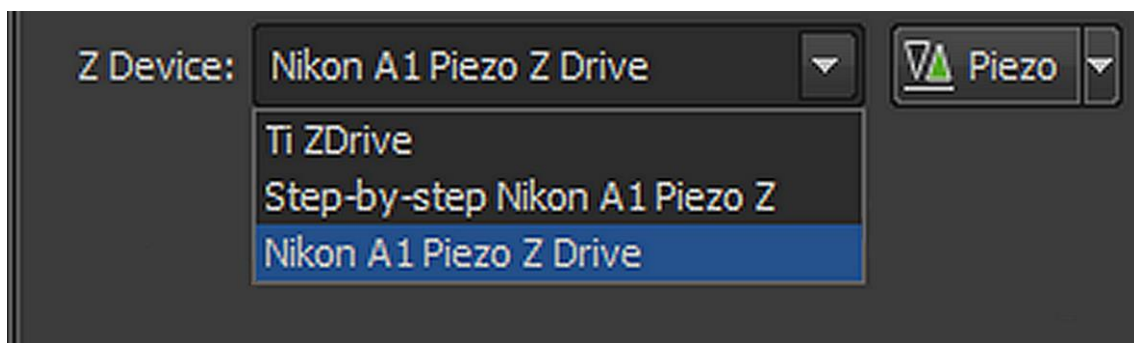 Z Device: Nikon A1 Piezo Z Drive Piezo
Ti ZDrive
Step-by-step Nikon A1 Piezo Z
Nikon A1 Piezo Z Drive